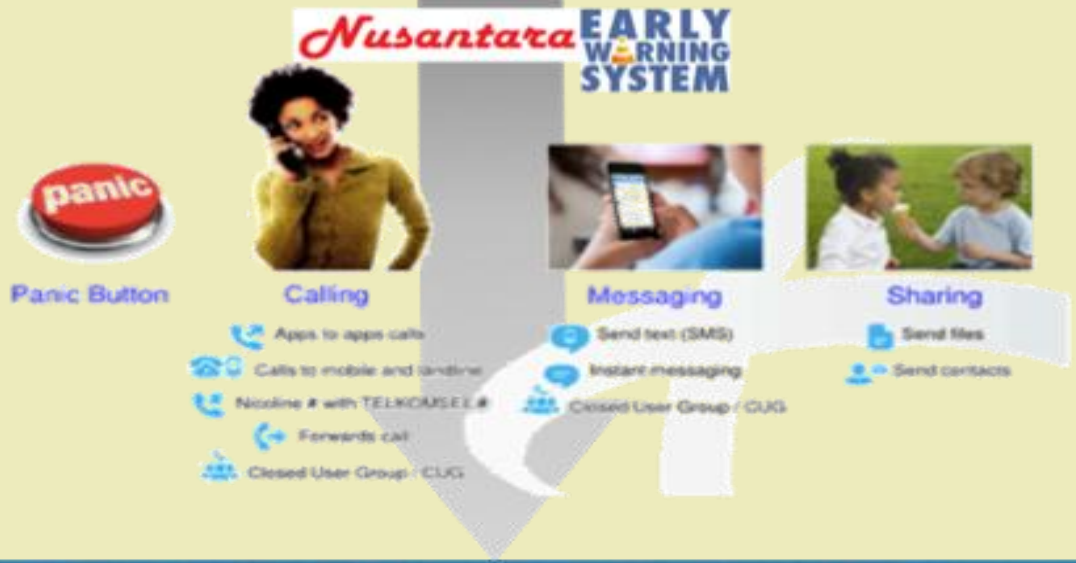 Nusantara
EARLY
WARNING
SYSTEM
panic
Panic Button
Calling
Apps to apps calls
Calls to mobile and landline
# with TELKOMSEL #
Forwards call
Closed User Group / CUG
Messaging
Send text (SMS)
Instant messaging
Closed User Group / CUG
Sharing
Send files
Send contacts